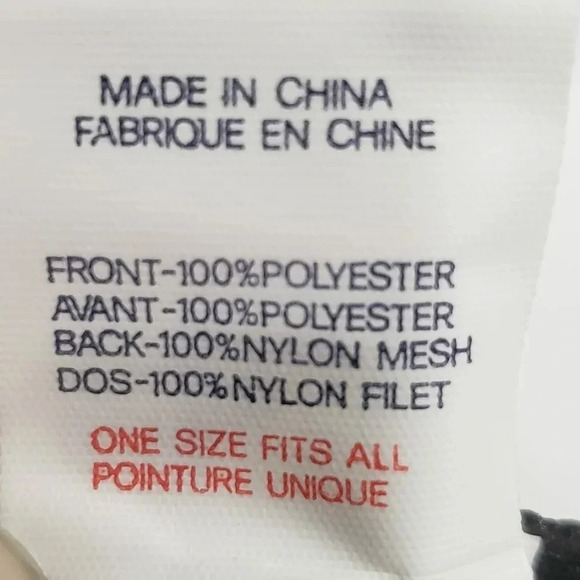 MADE IN CHINA
FABRIQUE EN CHINE
FRONT-100%POLYESTER
AVANT-100%POLYESTER
BACK-100%NYLON MESH
DOS-100%NYLON FILET
ONE SIZE FITS ALL
POINTURE UNIQUE